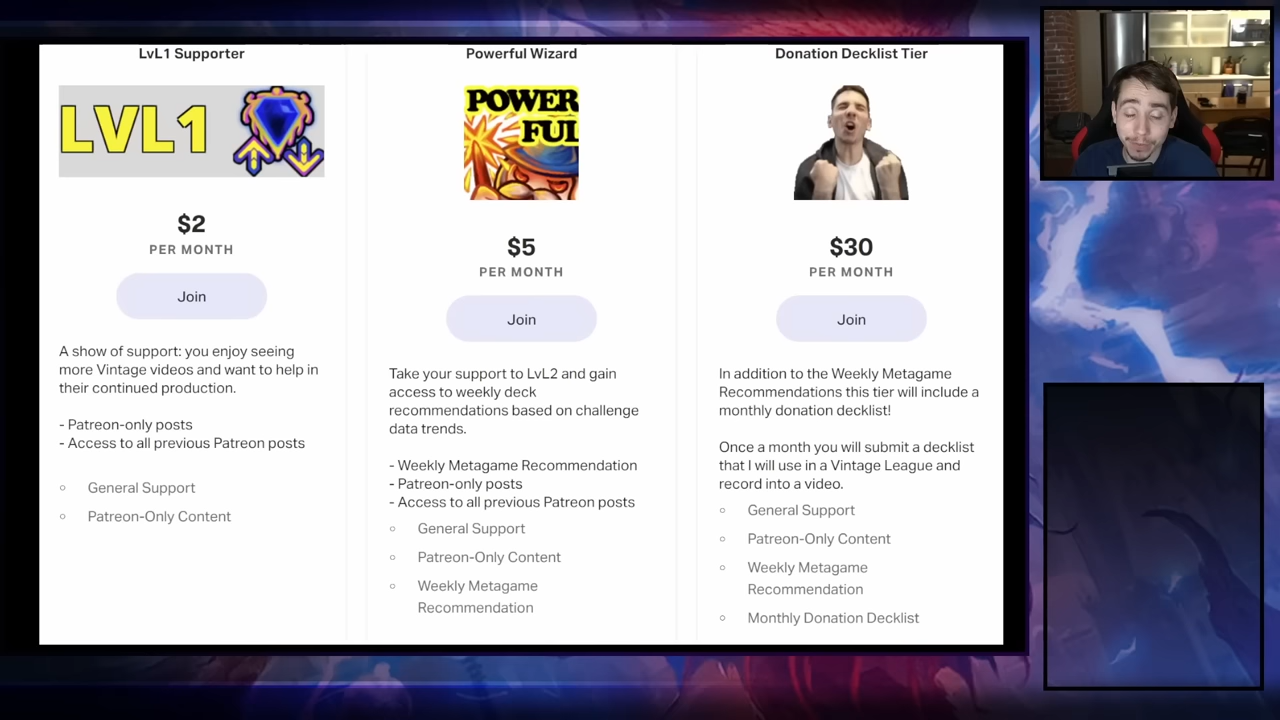 LvL1 Supporter
LVL1
$2
PER MONTH
Join
A show of support: you enjoy seeing
more Vintage videos and want to help in
their continued production.
- Patreon-only posts
- Access to all previous Patreon posts
General Support
Patreon-Only Content
Powerful Wizard
POWER
FUL
$5
PER MONTH
Join
Take your support to LvL2 and gain
access to weekly deck
recommendations based on challenge
data trends.
- Weekly Metagame Recommendation
- Patreon-only posts
- Access to all previous Patreon posts
General Support
Patreon-Only Content
Weekly Metagame
Recommendation
Donation Decklist Tier
$30
PER MONTH
Join
In addition to the Weekly Metagame
Recommendations this tier will include a
monthly donation decklist!
Once a month you will submit a decklist
that I will use in a Vintage League and
record into a video.
General Support
Patreon-Only Content
Weekly Metagame
Recommendation
Monthly Donation Decklist